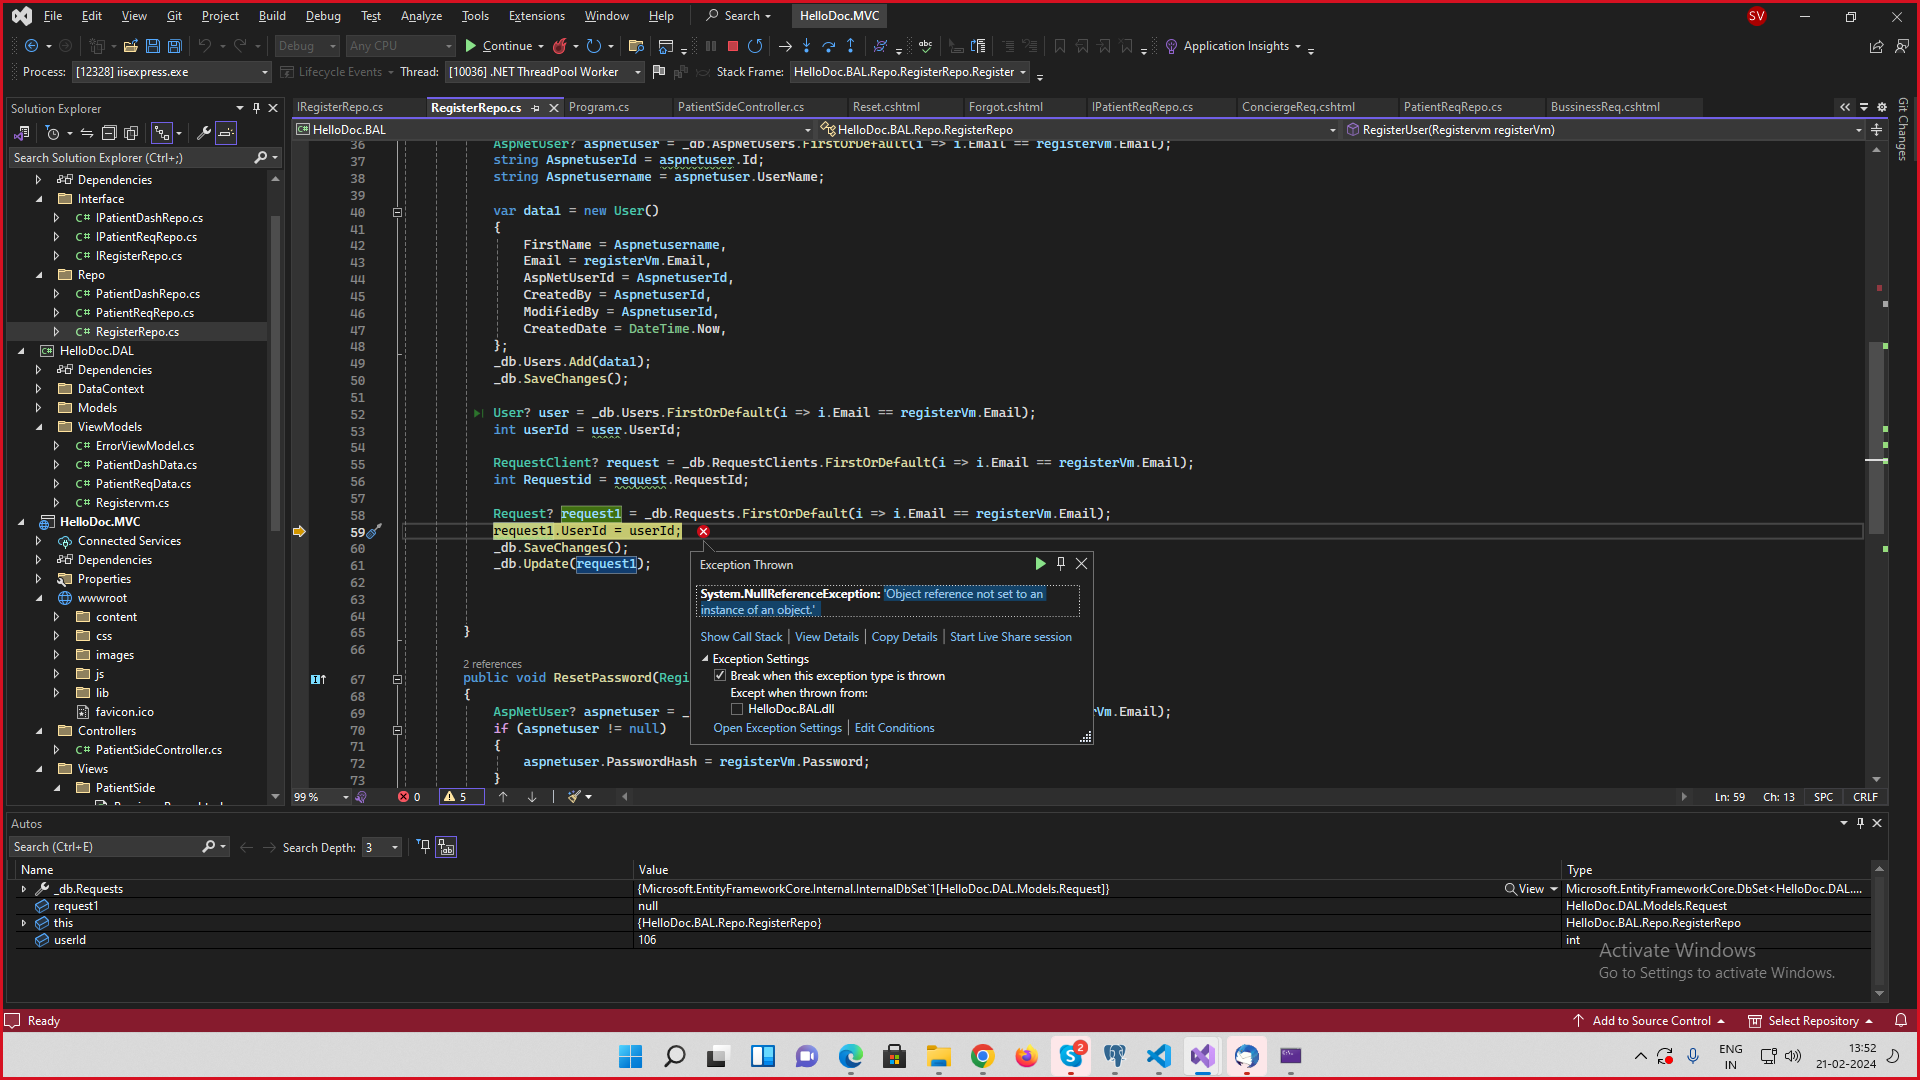 File Edit View Git Project Build Debug Test Analyze Tools Extensions Window Help Search HelloDoc.MVC SV
Debug Any CPU Continue Application Insights
Process: [12328] iisexpress.exe Lifecycle Events Thread: [10036] .NET ThreadPool Worker Stack Frame: HelloDoc.BAL.Repo.RegisterRepo.Register
Solution Explorer
Search Solution Explorer (Ctrl+;)
Dependencies
Interface
C# IPatientDashRepo.cs
C# IPatientReqRepo.cs
C# IRegisterRepo.cs
Repo
C# PatientDashRepo.cs
C# PatientReqRepo.cs
C# RegisterRepo.cs
HelloDoc.DAL
Dependencies
DataContext
Models
ViewModels
C# ErrorViewModel.cs
C# PatientDashData.cs
C# PatientReqData.cs
C# Registervm.cs
HelloDoc.MVC
Connected Services
Dependencies
Properties
wwwroot
content
css
images
js
lib
favicon.ico
Controllers
C# PatientSideController.cs
Views
PatientSide
IRegisterRepo.cs RegisterRepo.cs Program.cs PatientSideController.cs Reset.cshtml Forgot.cshtml IPatientReqRepo.cs ConciergeReq.cshtml PatientReqRepo.cs BussinessReq.cshtml
HelloDoc.BAL HelloDoc.BAL.Repo.RegisterRepo RegisterUser(Registervm registerVm)
Git Changes
36 AspNetUser? aspnetuser = _db.AspNetUsers.FirstOrDefault(i => i.Email == registerVm.Email);
37 string AspnetuserId = aspnetuser.Id;
38 string Aspnetusername = aspnetuser.UserName;
39
40 var data1 = new User()
41 {
42 FirstName = Aspnetusername,
43 Email = registerVm.Email,
44 AspNetUserId = AspnetuserId,
45 CreatedBy = AspnetuserId,
46 ModifiedBy = AspnetuserId,
47 CreatedDate = DateTime.Now,
48 };
49 _db.Users.Add(data1);
50 _db.SaveChanges();
51
52 User? user = _db.Users.FirstOrDefault(i => i.Email == registerVm.Email);
53 int userId = user.UserId;
54
55 RequestClient? request = _db.RequestClients.FirstOrDefault(i => i.Email == registerVm.Email);
56 int Requestid = request.RequestId;
57
58 Request? request1 = _db.Requests.FirstOrDefault(i => i.Email == registerVm.Email);
59 request1.UserId = userId;
60 _db.SaveChanges();
61 _db.Update(request1);
62
63
64
65 }
66
2 references
67 public void ResetPassword(Regi
68 {
69 AspNetUser? aspnetuser = _ Vm.Email);
70 if (aspnetuser != null)
71 {
72 aspnetuser.PasswordHash = registerVm.Password;
73 }
Exception Thrown
System.NullReferenceException: 'Object reference not set to an
instance of an object.'
Show Call Stack | View Details | Copy Details | Start Live Share session
Exception Settings
Break when this exception type is thrown
Except when thrown from:
HelloDoc.BAL.dll
Open Exception Settings | Edit Conditions
99 % 0 5 Ln: 59 Ch: 13 SPC CRLF
Autos
Search (Ctrl+E) Search Depth: 3
Name Value Type
_db.Requests {Microsoft.EntityFrameworkCore.Internal.InternalDbSet`1[HelloDoc.DAL.Models.Request]} View Microsoft.EntityFrameworkCore.DbSet<HelloDoc.DAL....
request1 null HelloDoc.DAL.Models.Request
this {HelloDoc.BAL.Repo.RegisterRepo} HelloDoc.BAL.Repo.RegisterRepo
userId 106 int
Activate Windows
Go to Settings to activate Windows.
Ready Add to Source Control Select Repository
2
ENG
IN
13:52
21-02-2024